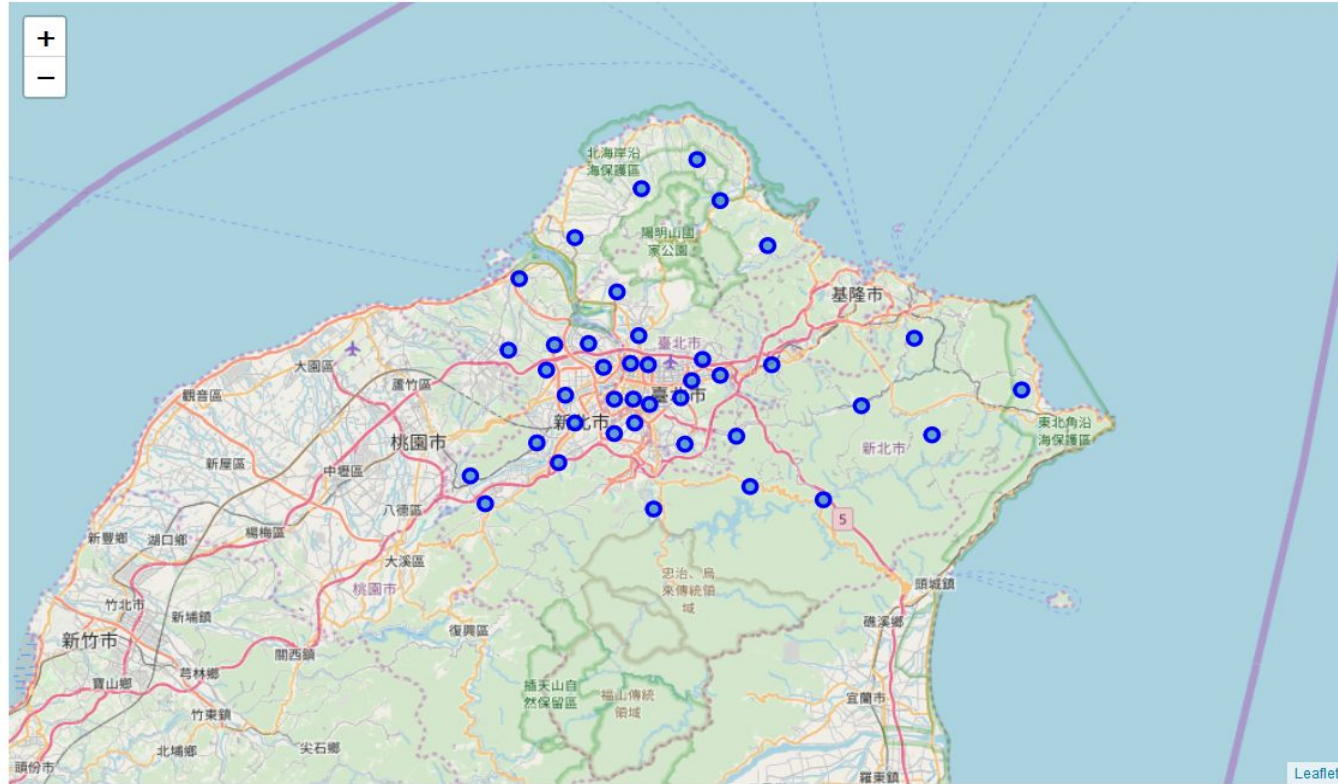 +
−
北海岸沿
海保護區
陽明山國
家公園
基隆市
臺北市
大園區
蘆竹區
觀音區
臺北市
新北市
東北角沿
海保護區
桃園市
新北市
新屋區
中壢區
八德區
5
楊梅區
新豐鄉
湖口鄉
大溪區
忠治、烏
來傳統領
域
桃園市
頭城鎮
竹北市
新埔鎮
礁溪鄉
新竹市
復興區
關西鎮
芎林鄉
寶山鄉
插天山自
然保留區
福山傳統
領域
宜蘭市
竹東鎮
北埔鄉
尖石鄉
頭份市
羅東鎮
Leafle